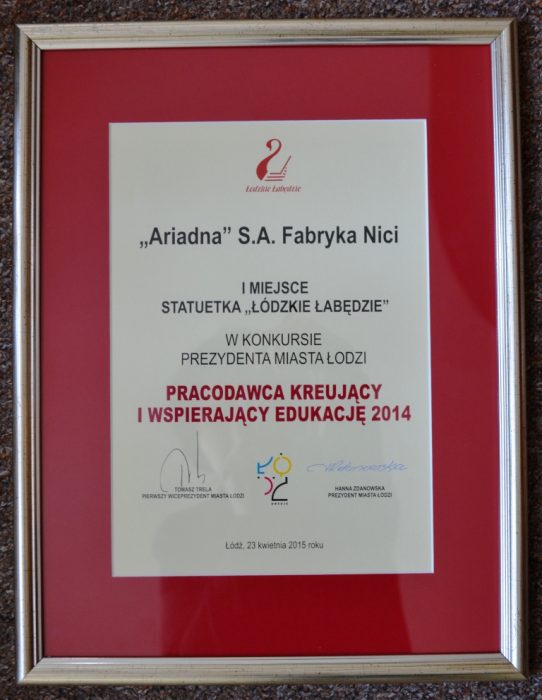 Łódzkie Łabędzie
„Ariadna” S.A. Fabryka Nici
I MIEJSCE
STATUETKA „ŁÓDZKIE ŁABĘDZIE”
W KONKURSIE
PREZYDENTA MIASTA ŁODZI
PRACODAWCA KREUJĄCY
I WSPIERAJĄCY EDUKACJĘ 2014
TOMASZ TRELA
PIERWSZY WICEPREZYDENT MIASTA ŁODZI
HANNA ZDANOWSKA
PREZYDENT MIASTA ŁODZI
Łódź, 23 kwietnia 2015 roku